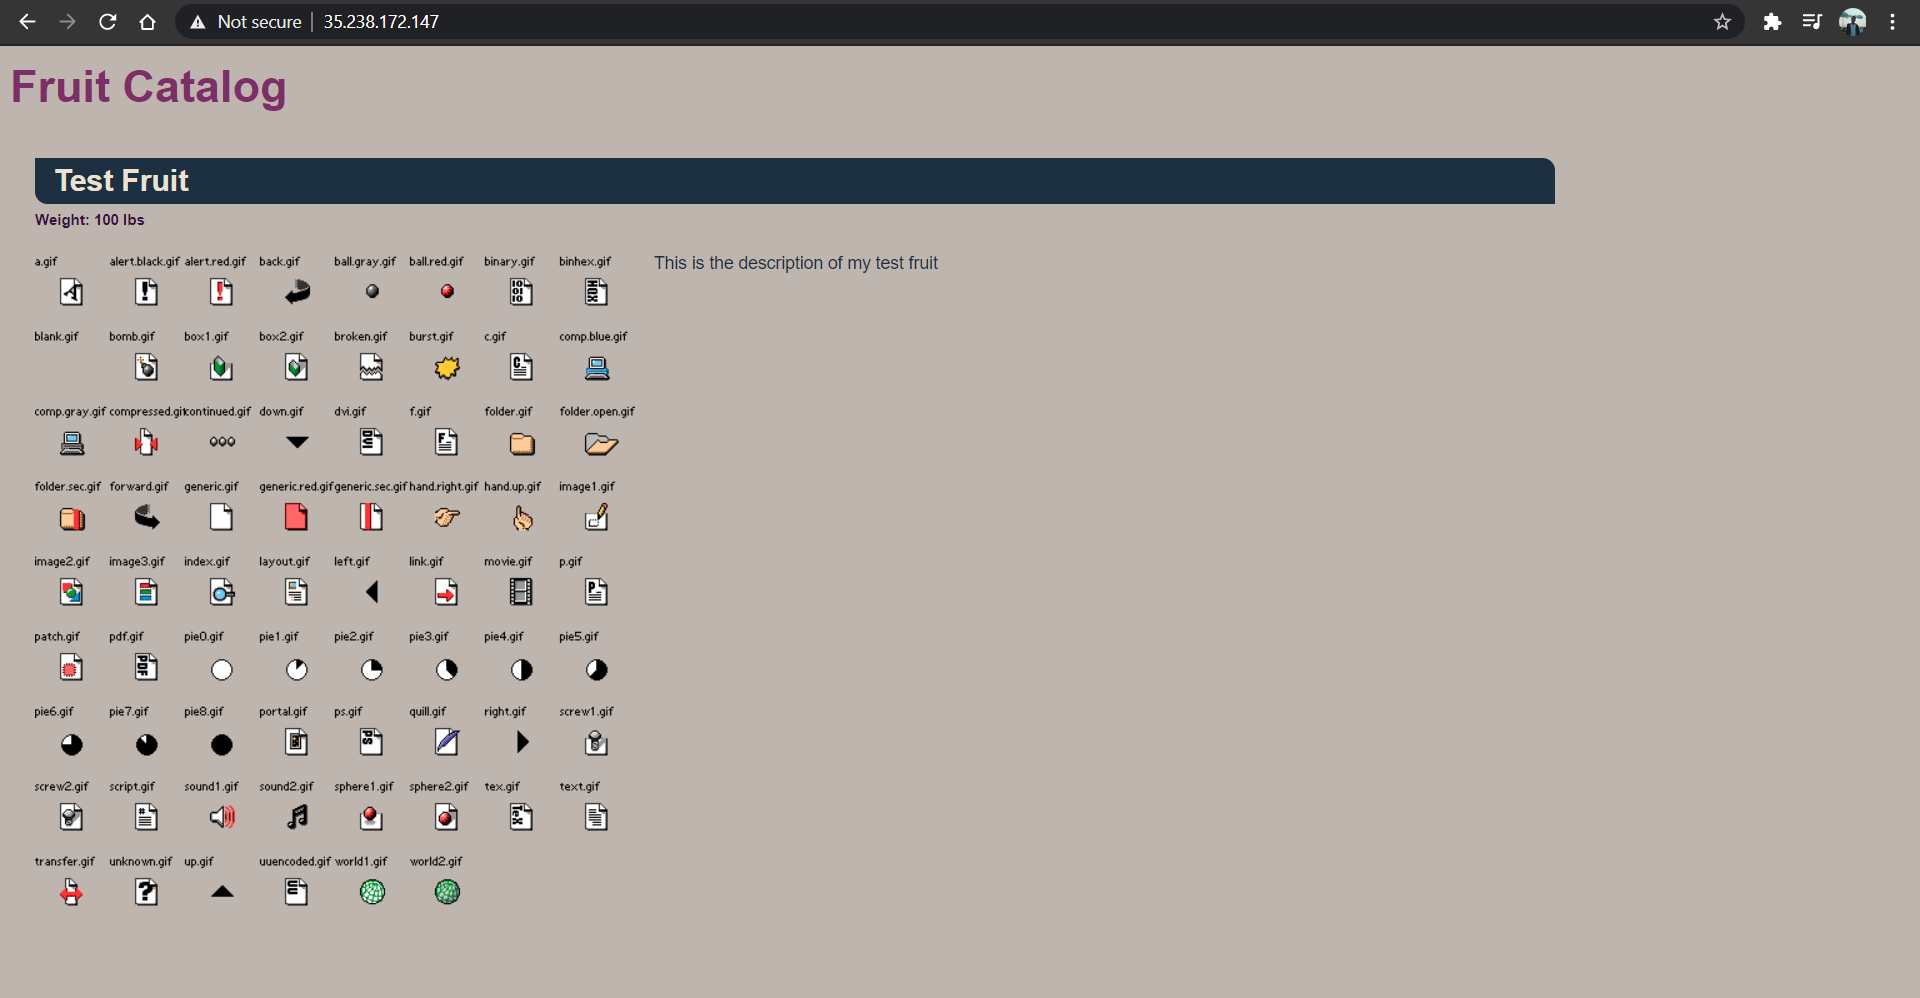 Not secure | 35.238.172.147
Fruit Catalog
Test Fruit
Weight: 100 lbs
a.gif alert.black.gif alert.red.gif back.gif ball.gray.gif ball.red.gif binary.gif binhex.gif
This is the description of my test fruit
blank.gif bomb.gif box1.gif box2.gif broken.gif burst.gif c.gif comp.blue.gif
comp.gray.gif compressed.gif continued.gif down.gif dvi.gif f.gif folder.gif folder.open.gif
folder.sec.gif forward.gif generic.gif generic.red.gif generic.sec.gif hand.right.gif hand.up.gif image1.gif
image2.gif image3.gif index.gif layout.gif left.gif link.gif movie.gif p.gif
patch.gif pdf.gif pie0.gif pie1.gif pie2.gif pie3.gif pie4.gif pie5.gif
pie6.gif pie7.gif pie8.gif portal.gif ps.gif quill.gif right.gif screw1.gif
screw2.gif script.gif sound1.gif sound2.gif sphere1.gif sphere2.gif tex.gif text.gif
transfer.gif unknown.gif up.gif uuencoded.gif world1.gif world2.gif